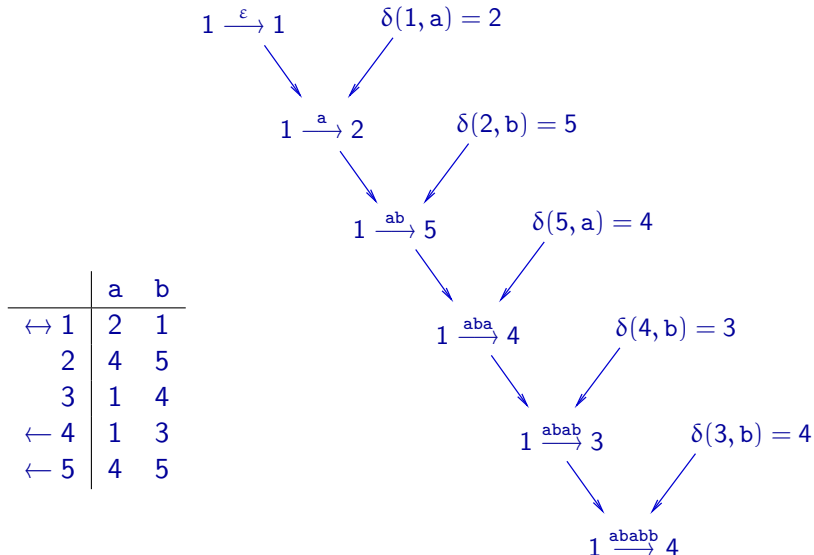 1 —ε→ 1 δ(1, a) = 2
1 —a→ 2 δ(2, b) = 5
1 —ab→ 5 δ(5, a) = 4
a b
↔ 1 2 1
1 —aba→ 4 δ(4, b) = 3
2 4 5
3 1 4
← 4 1 3
1 —abab→ 3 δ(3, b) = 4
← 5 4 5
1 —ababb→ 4